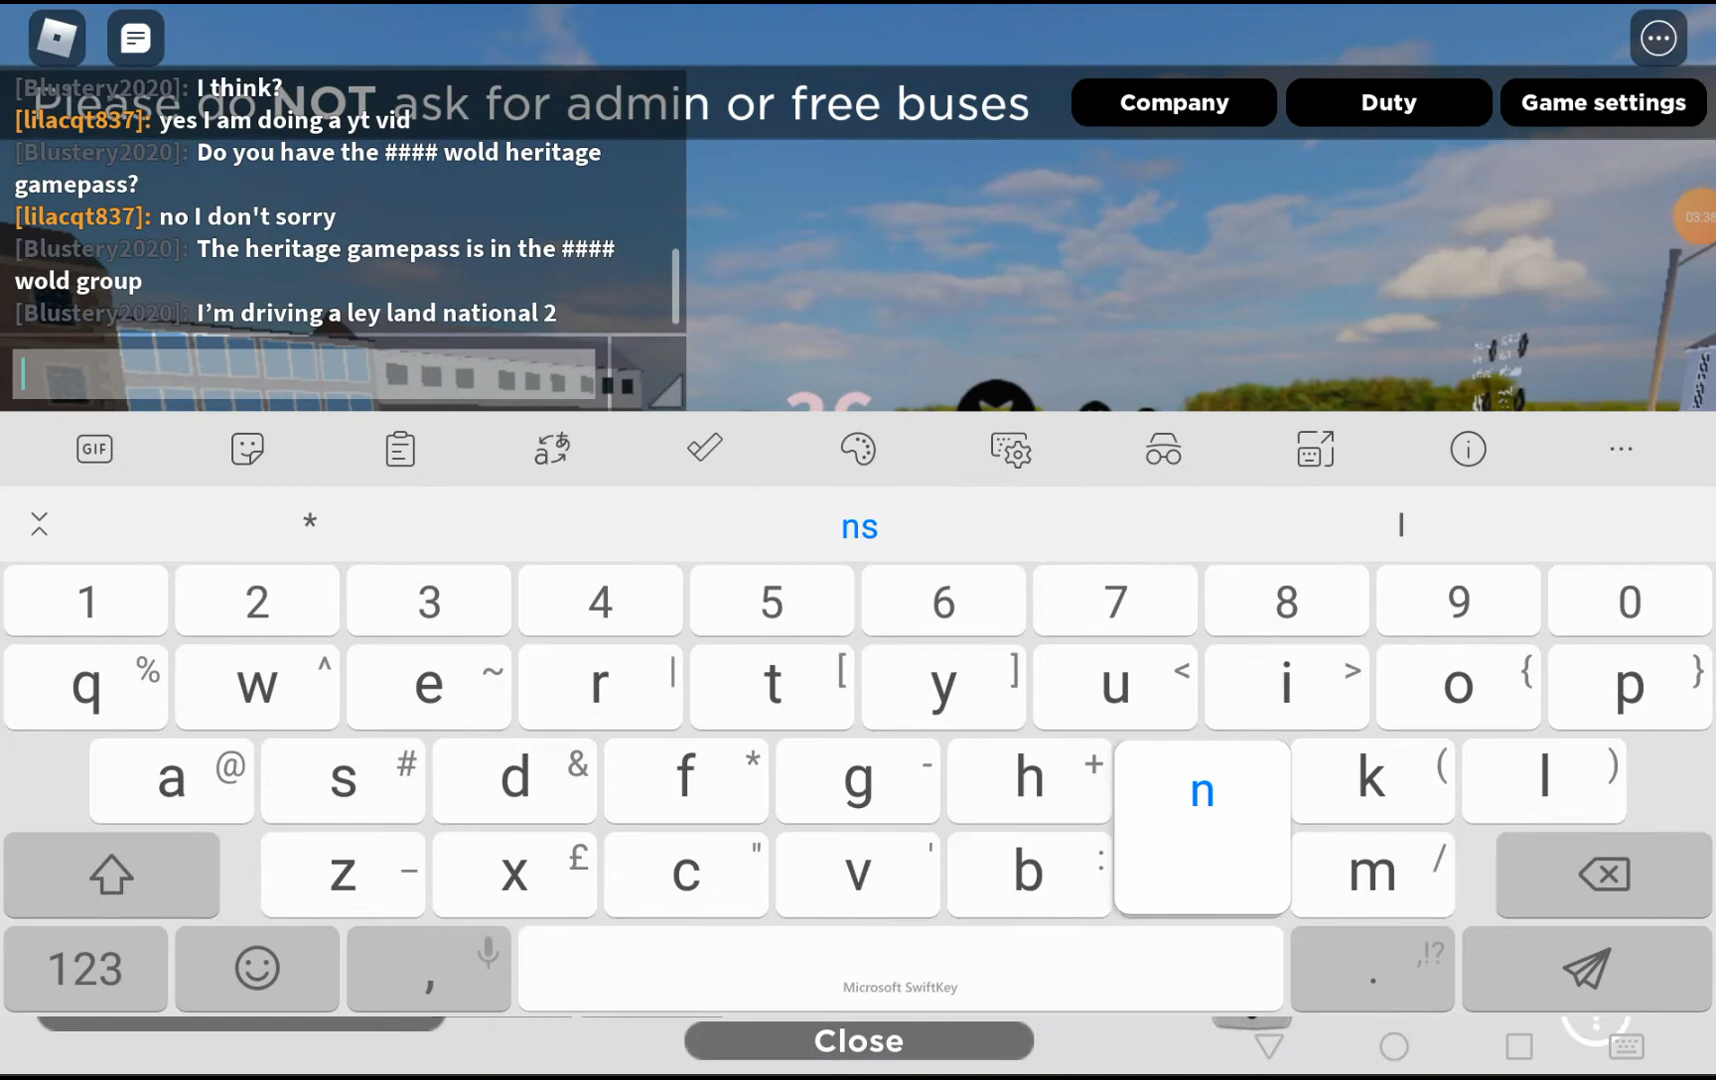 [Blustery2020]: I think?
Please do NOT ask for admin or free buses
Company
Duty
Game settings
[lilacqt837]: yes I am doing a yt vid
[Blustery2020]: Do you have the #### wold heritage
gamepass?
[lilacqt837]: no I don't sorry
[Blustery2020]: The heritage gamepass is in the ####
wold group
[Blustery2020]: I’m driving a ley land national 2
03:38
GIF
* ns I
1 2 3 4 5 6 7 8 9 0
q % w ^ e ~ r | t [ y ] u < i > o { p }
a @ s # d & f * g - h + n k ( l )
z _ x £ c " v ' b : m /
123 , . ,!?
Microsoft SwiftKey
Close